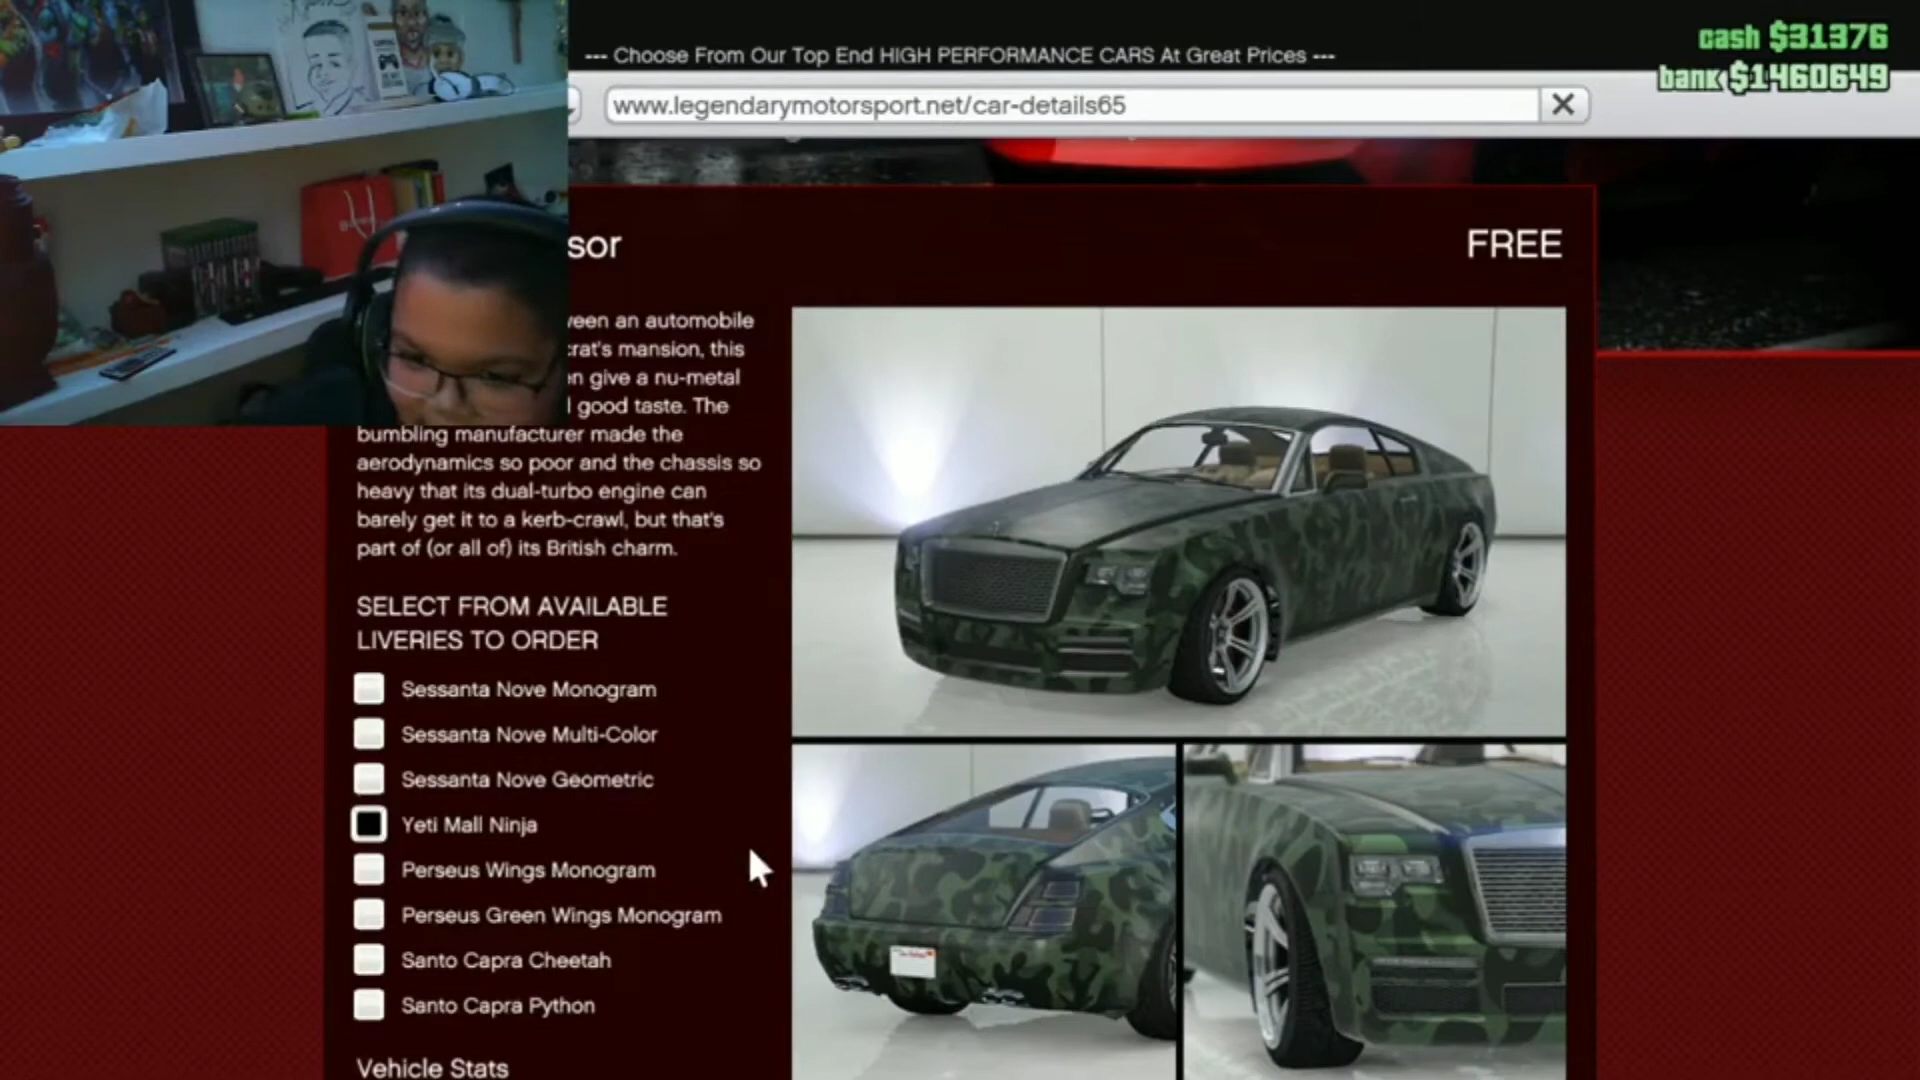 --- Choose From Our Top End HIGH PERFORMANCE CARS At Great Prices ---
cash $31376
bank $1460649
www.legendarymotorsport.net/car-details65
sor
FREE
een an automobile
crat's mansion, this
n give a nu-metal
good taste. The
bumbling manufacturer made the
aerodynamics so poor and the chassis so
heavy that its dual-turbo engine can
barely get it to a kerb-crawl, but that's
part of (or all of) its British charm.
SELECT FROM AVAILABLE
LIVERIES TO ORDER
Sessanta Nove Monogram
Sessanta Nove Multi-Color
Sessanta Nove Geometric
Yeti Mall Ninja
Perseus Wings Monogram
Perseus Green Wings Monogram
Santo Capra Cheetah
Santo Capra Python
Vehicle Stats